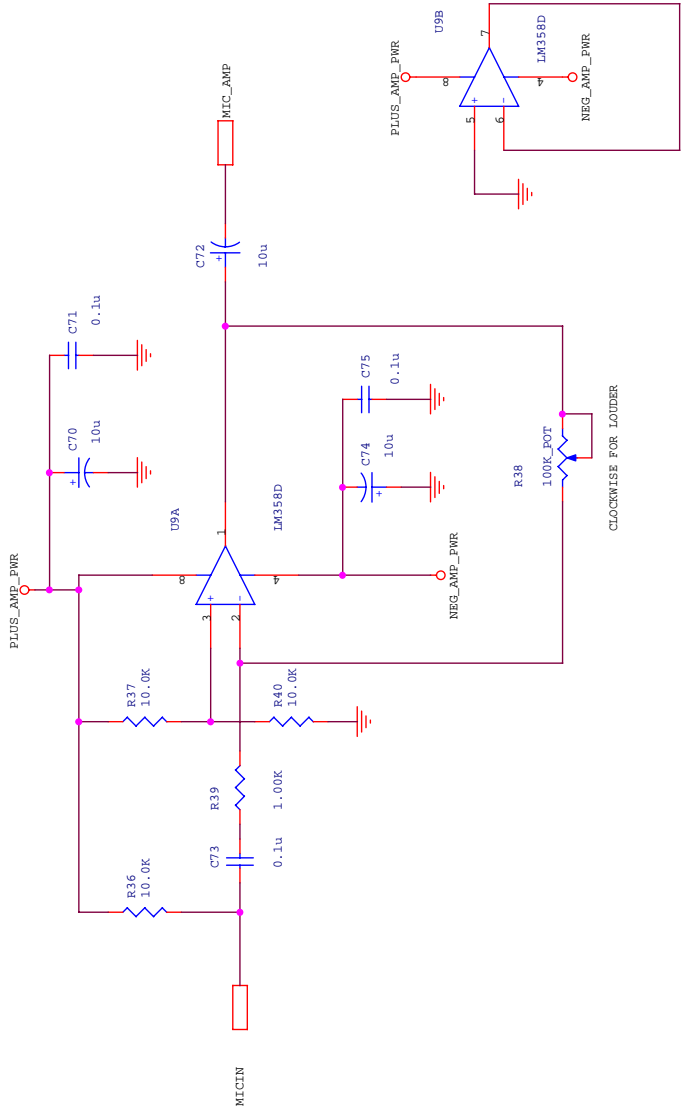 MICIN
R36
10.0K
C73
0.1u
R39
1.00K
R37
10.0K
R40
10.0K
PLUS_AMP_PWR
3
2
+
-
8
4
1
U9A
LM358D
NEG_AMP_PWR
C70
10u
+
C71
0.1u
C74
10u
+
C75
0.1u
R38
100K_POT
CLOCKWISE FOR LOUDER
C72
10u
+
MIC_AMP
PLUS_AMP_PWR
5
6
+
-
8
4
7
U9B
LM358D
NEG_AMP_PWR